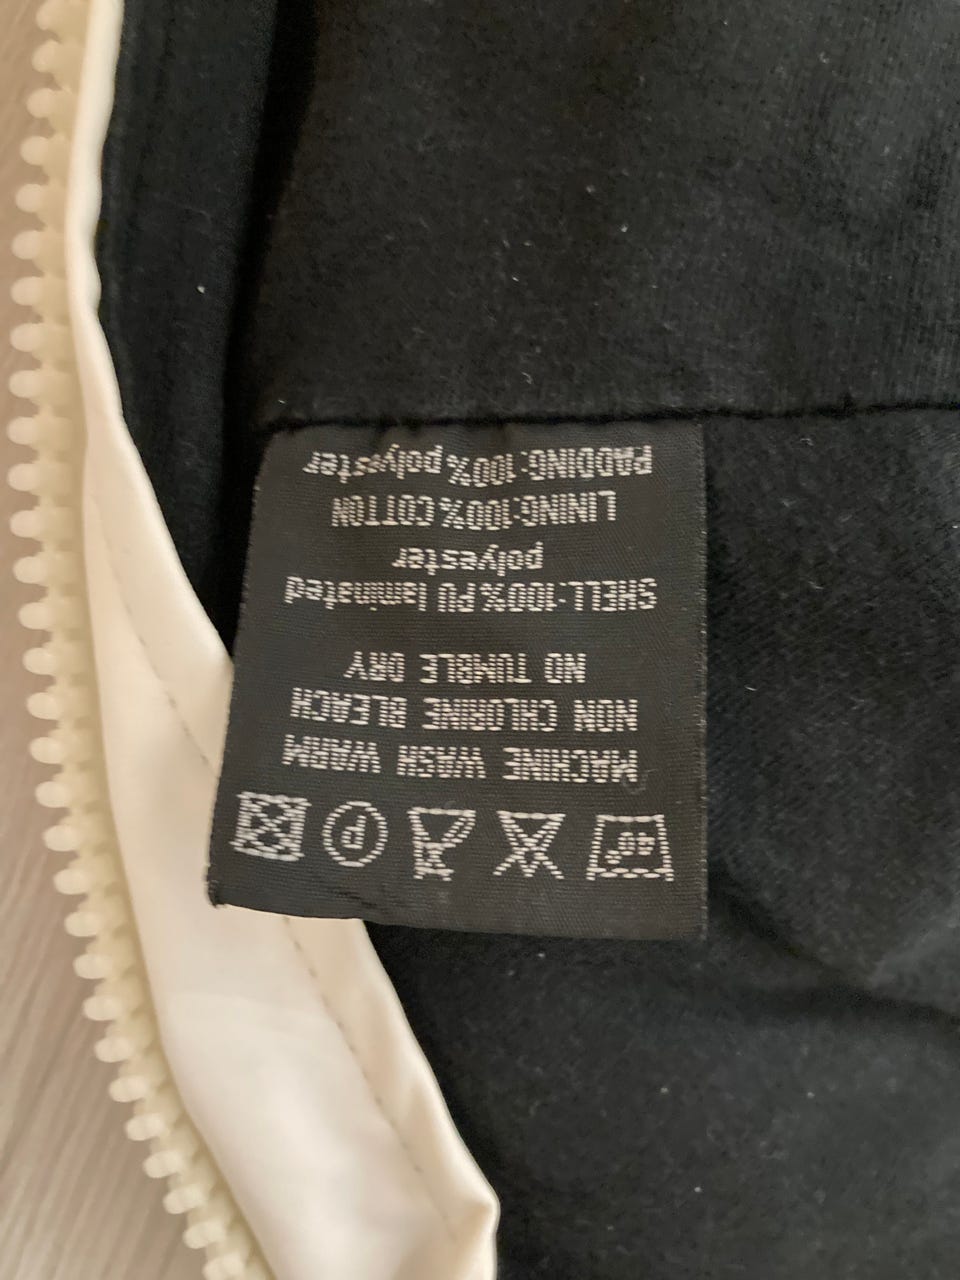 40°
P
MACHINE WASH WARM
NON CHLORINE BLEACH
NO TUMBLE DRY
SHELL:100%PU laminated
polyester
LINING:100%COTTON
PADDING:100%polyester